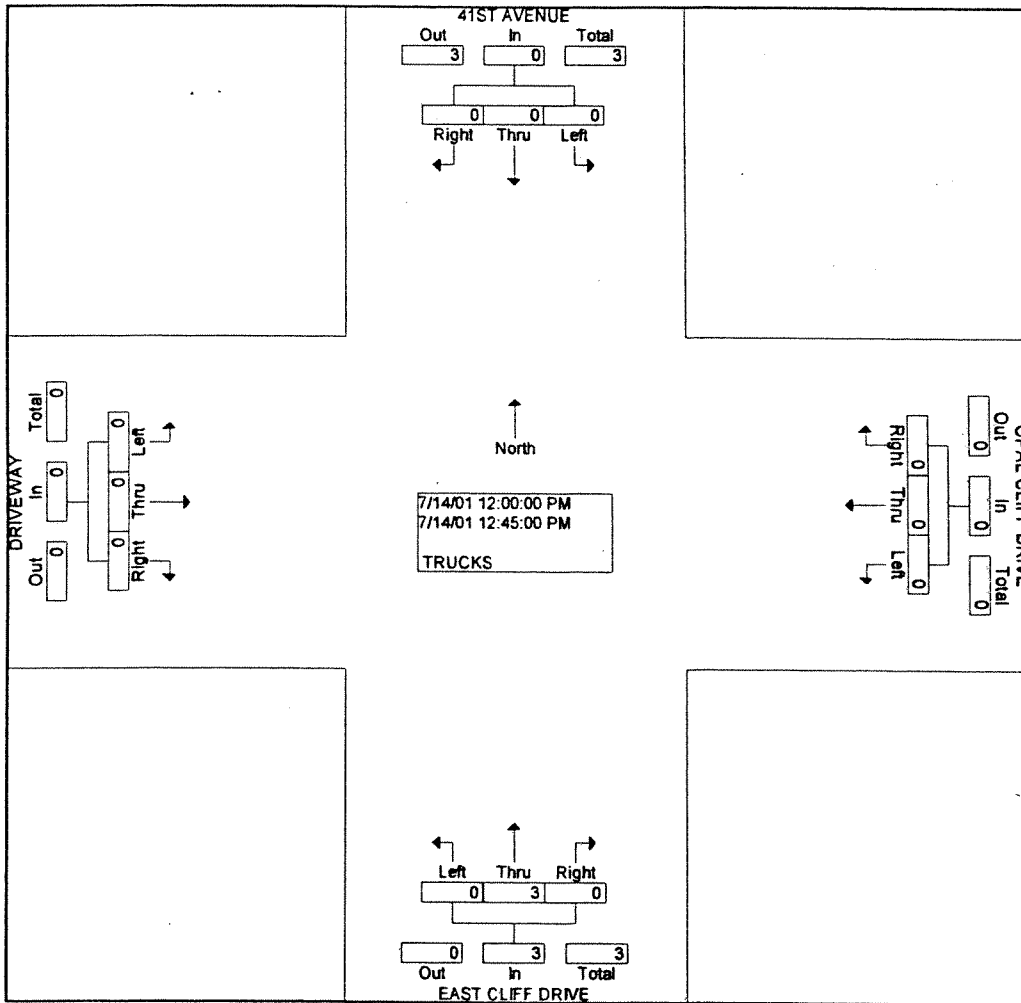 41ST AVENUE
Out In Total
3 0 3
0 0 0
Right Thru Left
DRIVEWAY
Total In Out
0 0 0
0 0 0
Left Thru Right
North
7/14/01 12:00:00 PM
7/14/01 12:45:00 PM
TRUCKS
Right Thru Left
0 0 0
Out In Total
0 0 0
CLIFF DRIVE
Left Thru Right
0 3 0
0 3 3
Out In Total
EAST CLIFF DRIVE